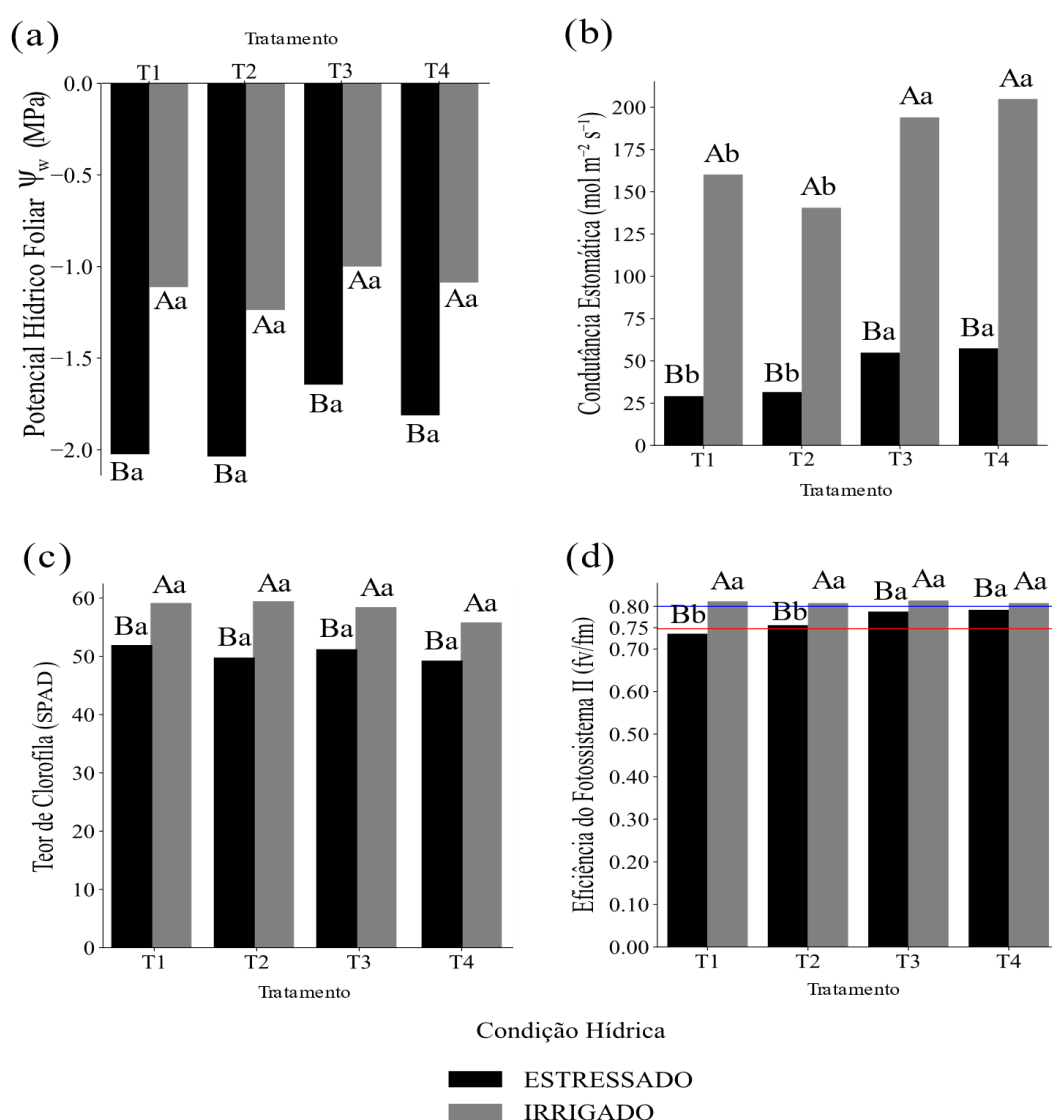 (a)
Tratamento
T1 T2 T3 T4
0.0
−0.5
−1.0
−1.5
−2.0
Potencial Hídrico Foliar Ψw (MPa)
Ba Aa Ba Aa Ba Aa Ba Aa
(b)
200
175
150
125
100
75
50
25
0
Condutância Estomática (mol m⁻² s⁻¹)
Bb Ab Bb Ab Ba Aa Ba Aa
T1 T2 T3 T4
Tratamento
(c)
60
50
40
30
20
10
0
Teor de Clorofila (SPAD)
Ba Aa Ba Aa Ba Aa Ba Aa
T1 T2 T3 T4
Tratamento
(d)
0.80
0.75
0.70
0.60
0.50
0.40
0.30
0.20
0.10
0.00
Eficiência do Fotossistema II (fv/fm)
Bb Aa Bb Aa Ba Aa Ba Aa
T1 T2 T3 T4
Tratamento
Condição Hídrica
ESTRESSADO
IRRIGADO